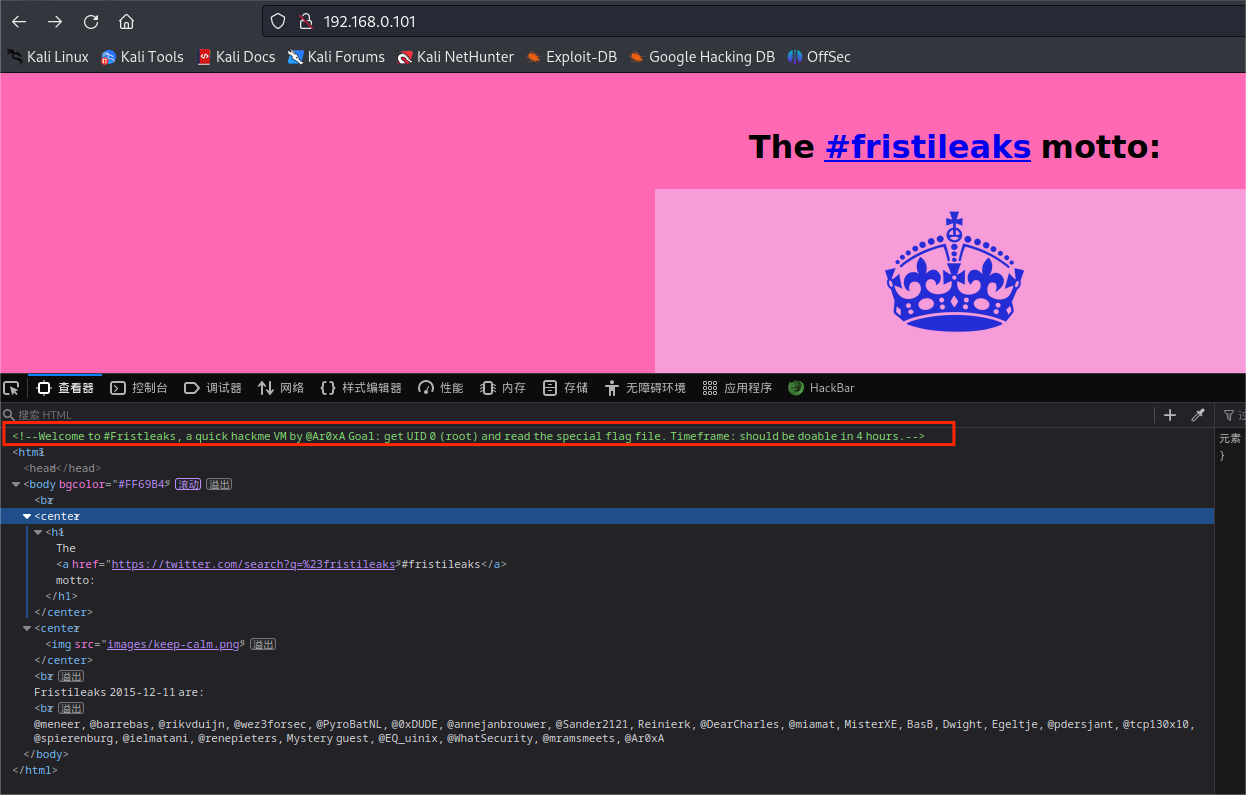 192.168.0.101
Kali Linux Kali Tools Kali Docs Kali Forums Kali NetHunter Exploit-DB Google Hacking DB OffSec
The #fristileaks motto:
查看器 控制台 调试器 网络 样式编辑器 性能 内存 存储 无障碍环境 应用程序 HackBar
搜索 HTML
<!--Welcome to #Fristleaks, a quick hackme VM by @Ar0xA Goal: get UID 0 (root) and read the special flag file. Timeframe: should be doable in 4 hours.-->
元素
<html>
}
<head></head>
<body bgcolor="#FF69B4"> 滚动 溢出
<br>
<center>
<h1>
The
<a href="https://twitter.com/search?q=%23fristileaks">#fristileaks</a>
motto:
</h1>
</center>
<center>
<img src="images/keep-calm.png"> 溢出
</center>
<br> 溢出
Fristileaks 2015-12-11 are:
<br> 溢出
@meneer, @barrebas, @rikvduijn, @wez3forsec, @PyroBatNL, @0xDUDE, @annejanbrouwer, @Sander2121, Reinierk, @DearCharles, @miamat, MisterXE, BasB, Dwight, Egeltje, @pdersjant, @tcp130x10,
@spierenburg, @ielmatani, @renepieters, Mystery guest, @EQ_uinix, @WhatSecurity, @mramsmeets, @Ar0xA
</body>
</html>